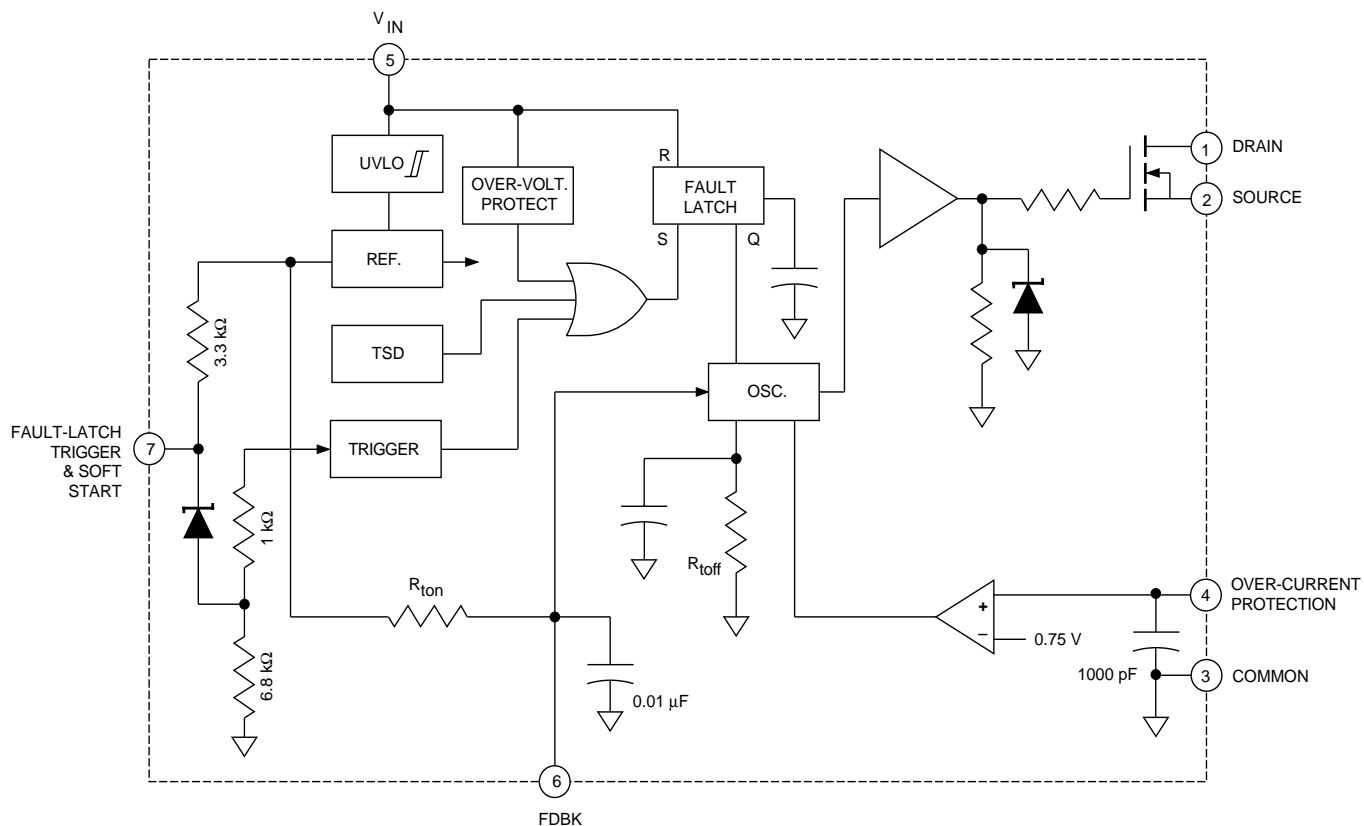 V IN
5
UVLO
R
OVER-VOLT.
PROTECT
FAULT
LATCH
1
DRAIN
2
SOURCE
S
Q
REF.
3.3 kΩ
TSD
OSC.
FAULT-LATCH
TRIGGER
& SOFT
START
7
TRIGGER
1 kΩ
Rtoff
Rton
+
–
0.75 V
4
OVER-CURRENT
PROTECTION
6.8 kΩ
0.01 µF
1000 pF
3
COMMON
6
FDBK